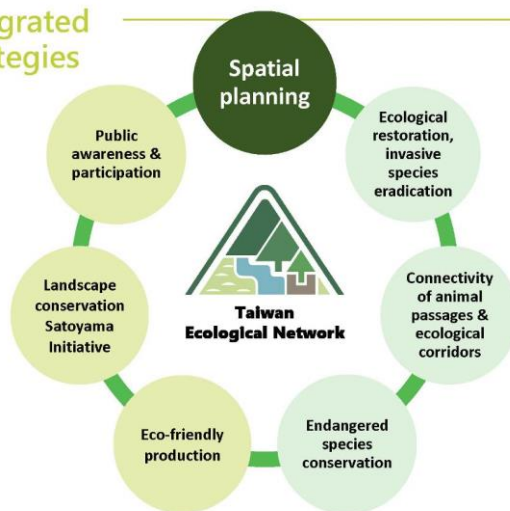 grated
tegies
Spatial
planning
Ecological
restoration,
invasive
species
eradication
Connectivity
of animal
passages &
ecological
corridors
Endangered
species
conservation
Eco-friendly
production
Landscape
conservation
Satoyama
Initiative
Public
awareness &
participation
Taiwan
Ecological Network